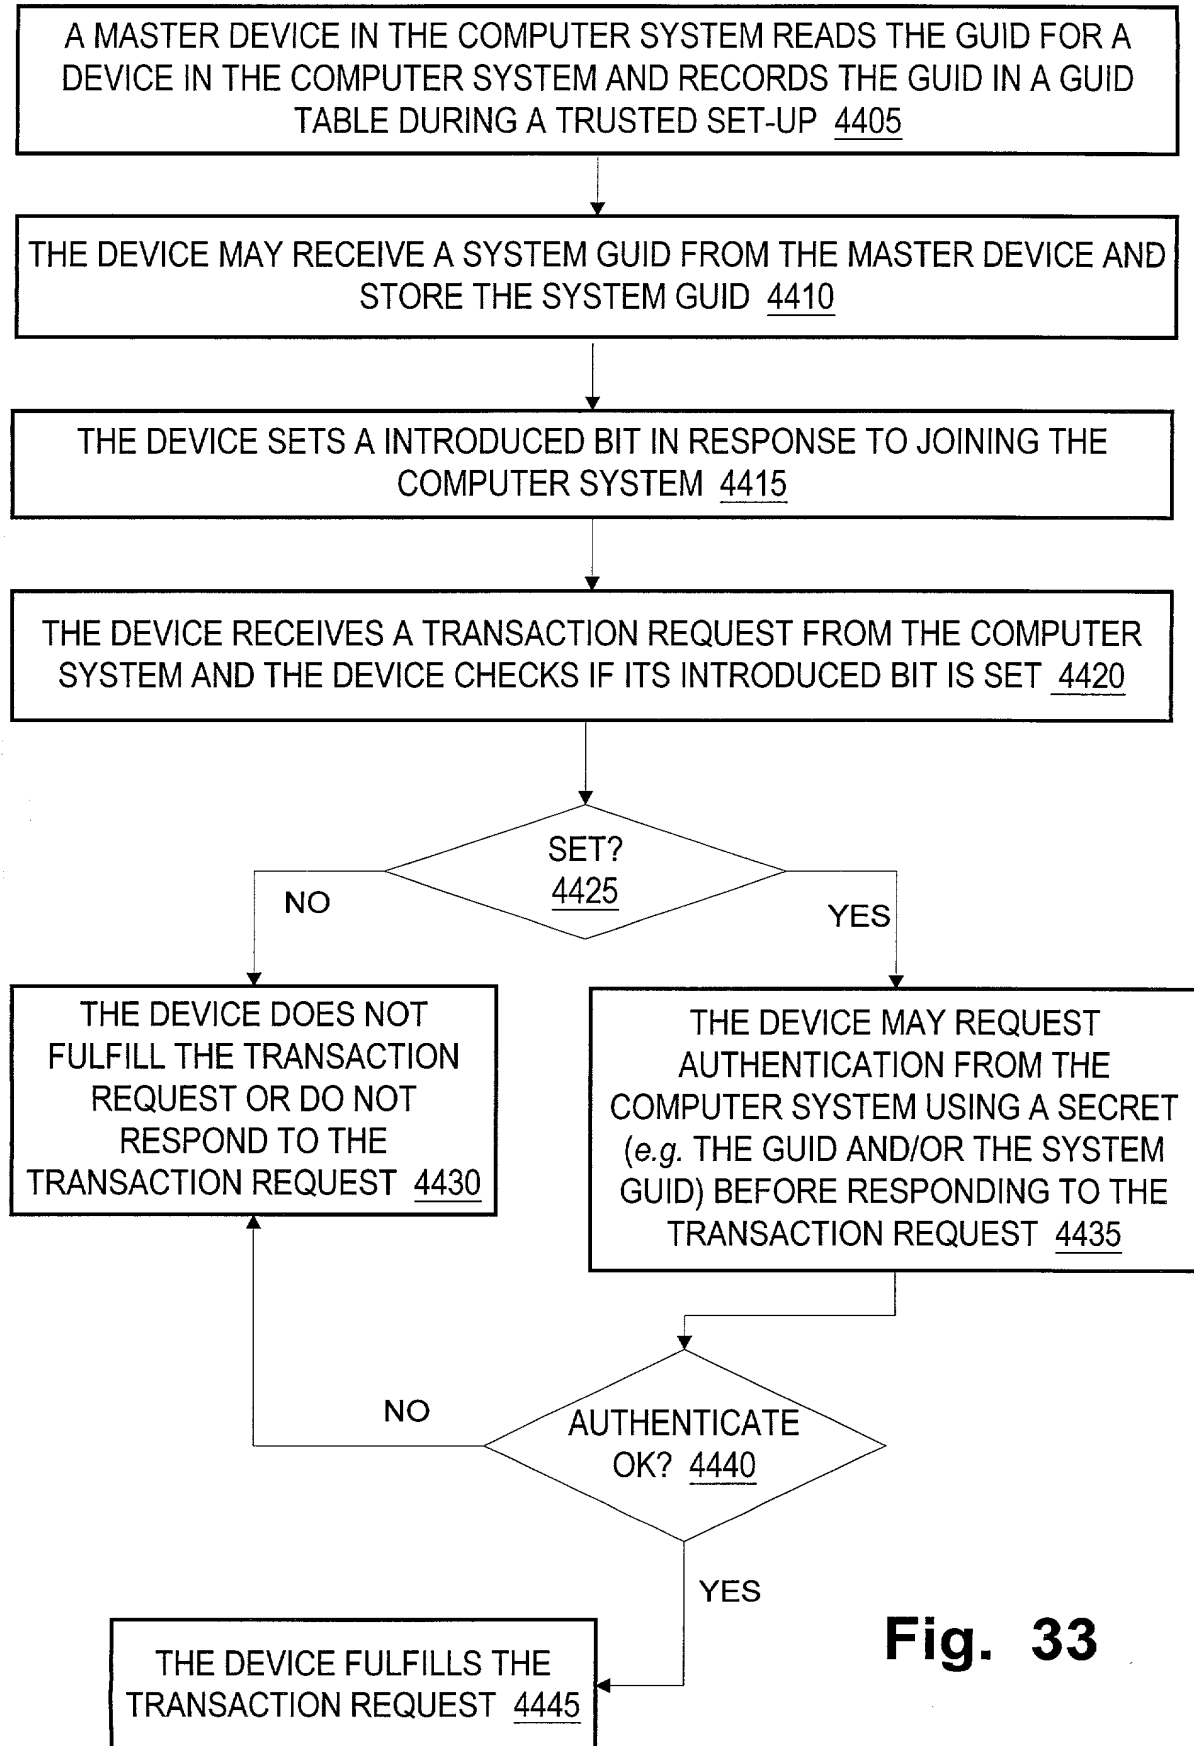 A MASTER DEVICE IN THE COMPUTER SYSTEM READS THE GUID FOR A
DEVICE IN THE COMPUTER SYSTEM AND RECORDS THE GUID IN A GUID
TABLE DURING A TRUSTED SET-UP 4405
THE DEVICE MAY RECEIVE A SYSTEM GUID FROM THE MASTER DEVICE AND
STORE THE SYSTEM GUID 4410
THE DEVICE SETS A INTRODUCED BIT IN RESPONSE TO JOINING THE
COMPUTER SYSTEM 4415
THE DEVICE RECEIVES A TRANSACTION REQUEST FROM THE COMPUTER
SYSTEM AND THE DEVICE CHECKS IF ITS INTRODUCED BIT IS SET 4420
SET?
4425
NO
YES
THE DEVICE DOES NOT
FULFILL THE TRANSACTION
REQUEST OR DO NOT
RESPOND TO THE
TRANSACTION REQUEST 4430
THE DEVICE MAY REQUEST
AUTHENTICATION FROM THE
COMPUTER SYSTEM USING A SECRET
(e.g. THE GUID AND/OR THE SYSTEM
GUID) BEFORE RESPONDING TO THE
TRANSACTION REQUEST 4435
NO
AUTHENTICATE
OK? 4440
YES
THE DEVICE FULFILLS THE
TRANSACTION REQUEST 4445
Fig. 33